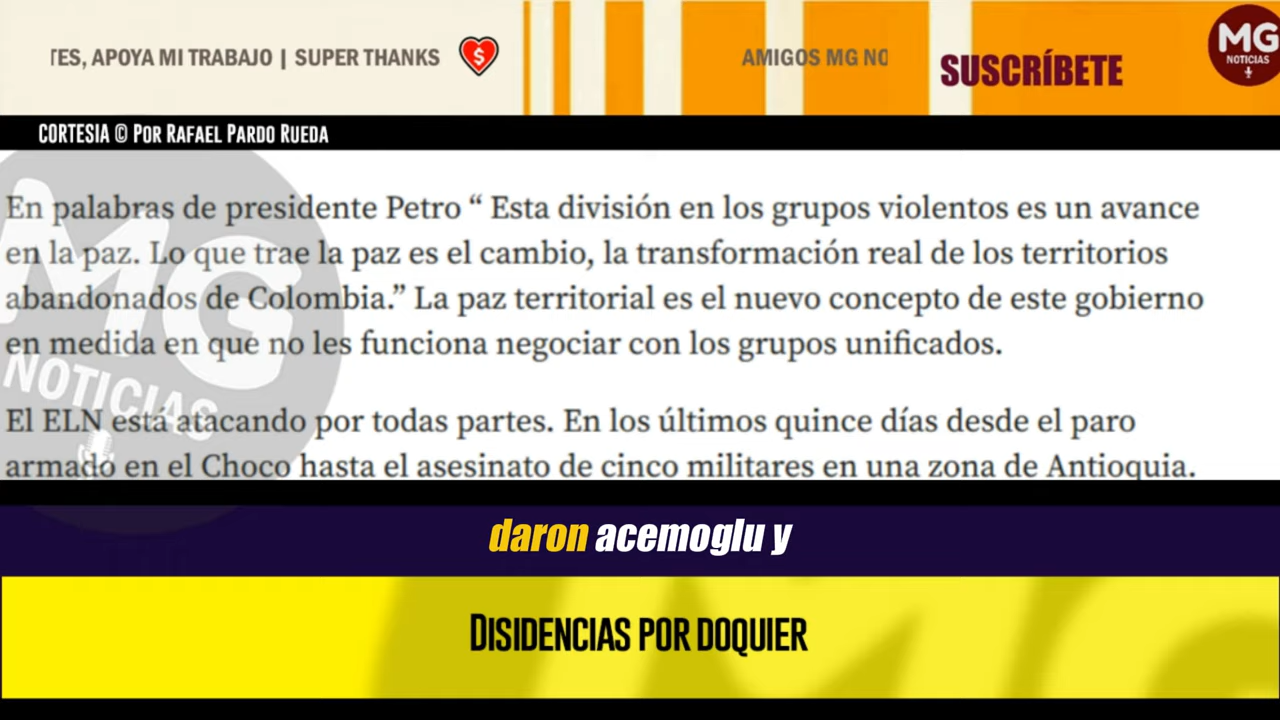 TES, APOYA MI TRABAJO | SUPER THANKS
$
AMIGOS MG NO
SUSCRÍBETE
MG
NOTICIAS
CORTESIA © POR RAFAEL PARDO RUEDA
En palabras de presidente Petro “ Esta división en los grupos violentos es un avance
en la paz. Lo que trae la paz es el cambio, la transformación real de los territorios
abandonados de Colombia.” La paz territorial es el nuevo concepto de este gobierno
en medida en que no les funciona negociar con los grupos unificados.
El ELN está atacando por todas partes. En los últimos quince días desde el paro
armado en el Choco hasta el asesinato de cinco militares en una zona de Antioquia.
MG
NOTICIAS
daron acemoglu y
DISIDENCIAS POR DOQUIER